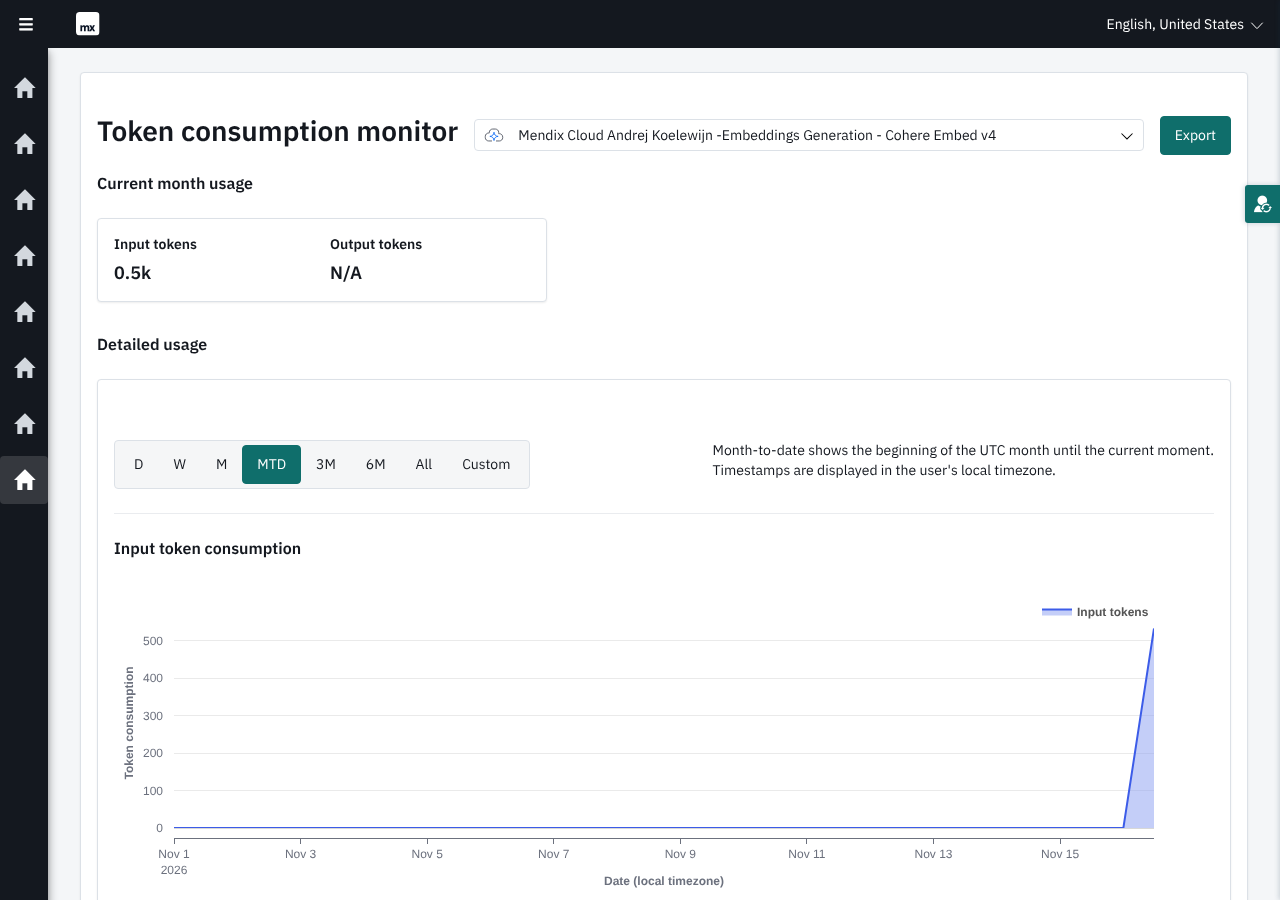 mx
English, United States
Token consumption monitor
Mendix Cloud Andrej Koelewijn -Embeddings Generation - Cohere Embed v4
Export
Current month usage
Input tokens
Output tokens
0.5k
N/A
Detailed usage
D W M MTD 3M 6M All Custom
Month-to-date shows the beginning of the UTC month until the current moment.
Timestamps are displayed in the user's local timezone.
Input token consumption
Input tokens
Token consumption
500
400
300
200
100
0
Nov 1 Nov 3 Nov 5 Nov 7 Nov 9 Nov 11 Nov 13 Nov 15
2026
Date (local timezone)